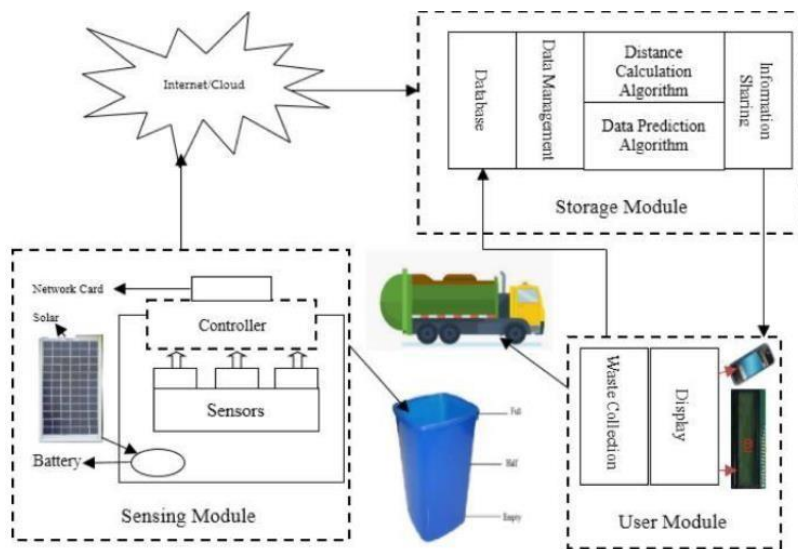 Internet/Cloud
Database
Data Management
Distance
Calculation
Algorithm
Data Prediction
Algorithm
Information
Sharing
Storage Module
Network Card
Solar
Controller
Sensors
Battery
Sensing Module
Full
Half
Empty
Waste Collection
Display
User Module